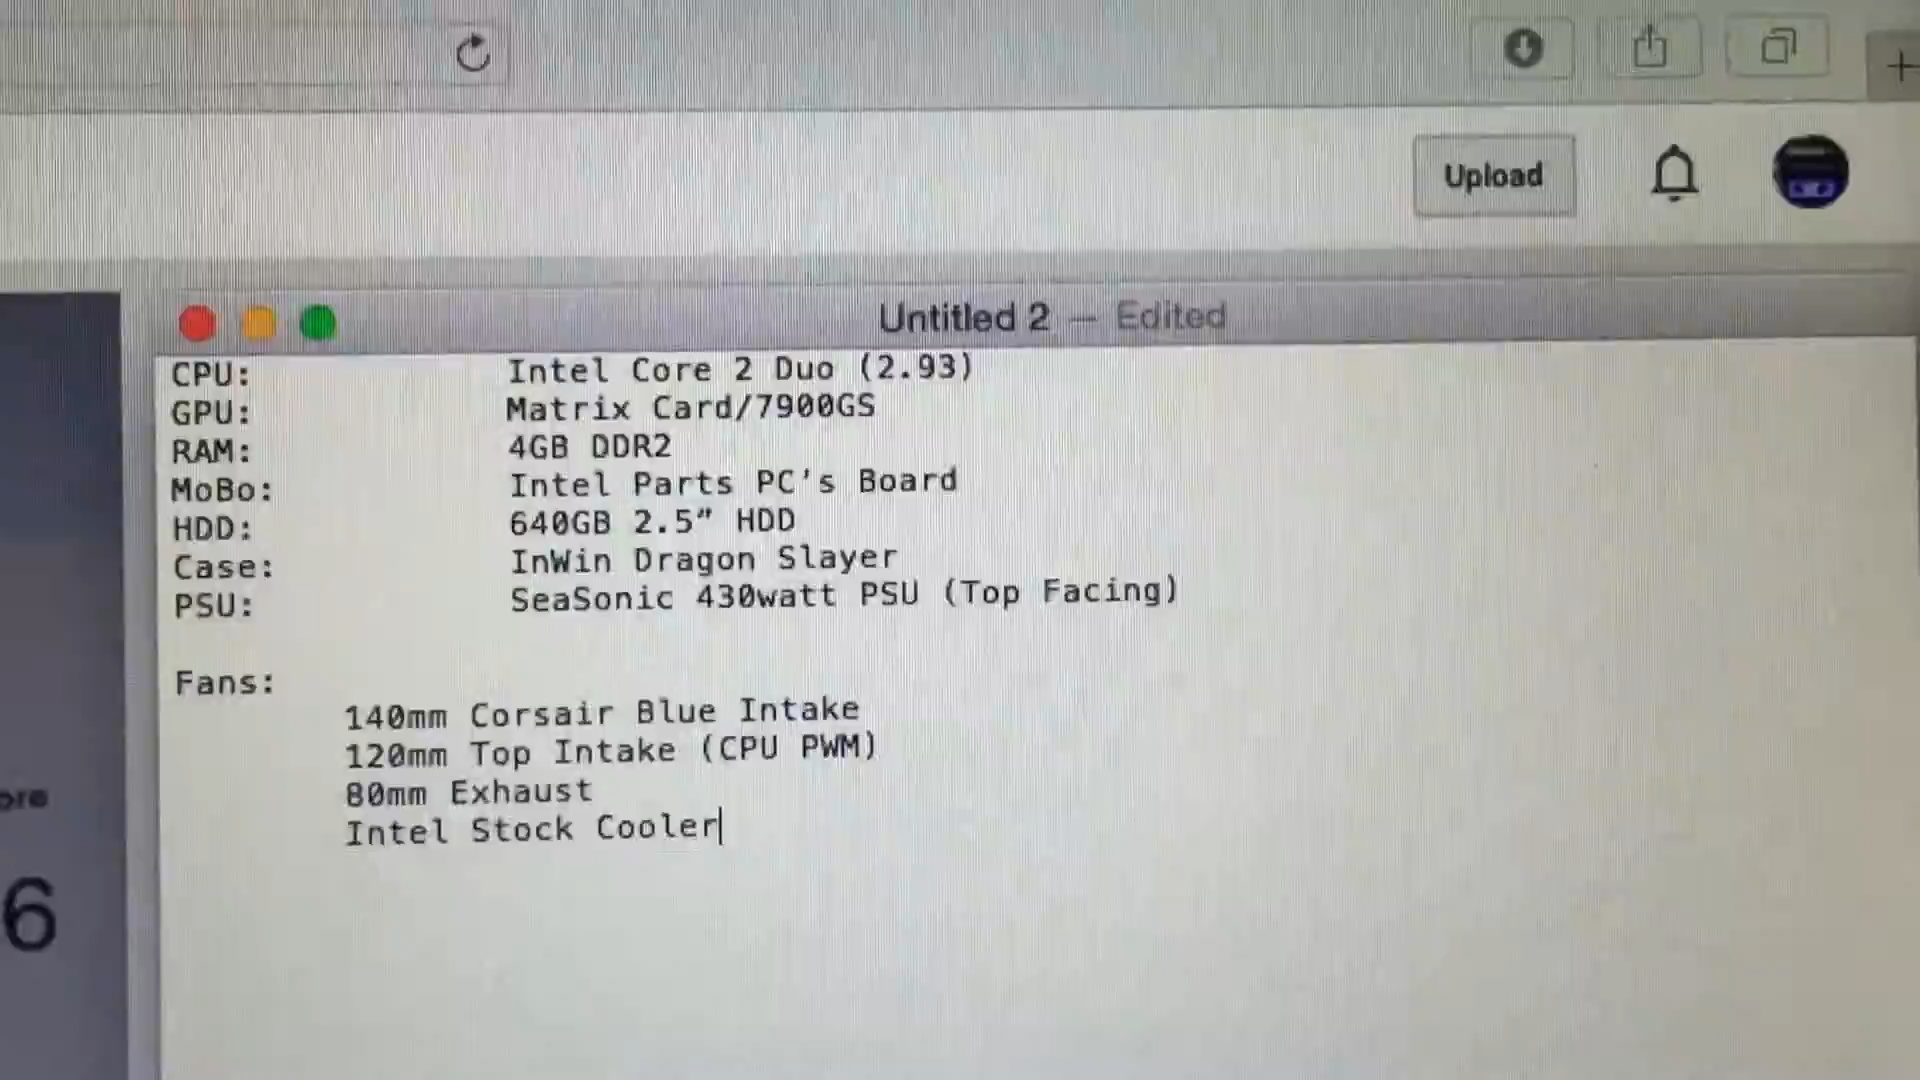 Upload
Untitled 2 — Edited
CPU: Intel Core 2 Duo (2.93)
GPU: Matrix Card/7900GS
RAM: 4GB DDR2
MoBo: Intel Parts PC's Board
HDD: 640GB 2.5" HDD
Case: InWin Dragon Slayer
PSU: SeaSonic 430watt PSU (Top Facing)
Fans:
140mm Corsair Blue Intake
120mm Top Intake (CPU PWM)
80mm Exhaust
Intel Stock Cooler
ore
6